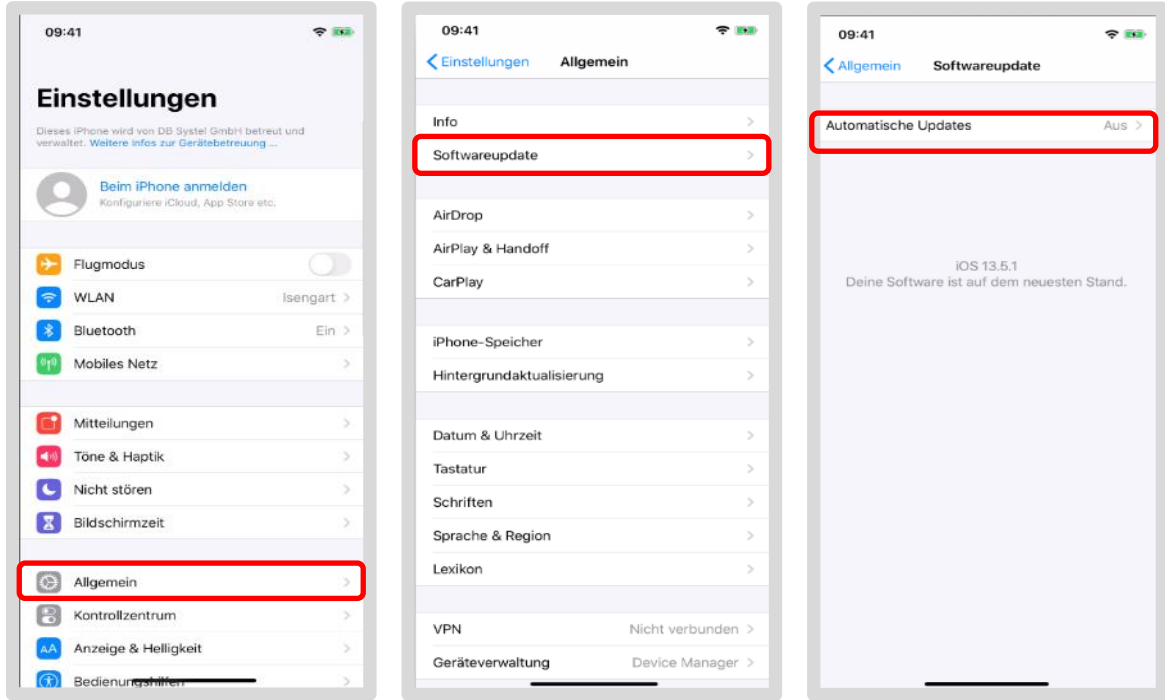 09:41
Einstellungen
Dieses iPhone wird von DB Systel GmbH betreut und
verwaltet. Weitere Infos zur Gerätebetreuung ...
Beim iPhone anmelden
Konfiguriere iCloud, App Store etc.
Flugmodus
WLAN Isengart
Bluetooth Ein
Mobiles Netz
Mitteilungen
Töne & Haptik
Nicht stören
Bildschirmzeit
Allgemein
Kontrollzentrum
AA Anzeige & Helligkeit
Bedienungshilfen
09:41
Einstellungen Allgemein
Info
Softwareupdate
AirDrop
AirPlay & Handoff
CarPlay
iPhone-Speicher
Hintergrundaktualisierung
Datum & Uhrzeit
Tastatur
Schriften
Sprache & Region
Lexikon
VPN Nicht verbunden
Geräteverwaltung Device Manager
09:41
Allgemein Softwareupdate
Automatische Updates Aus
iOS 13.5.1
Deine Software ist auf dem neuesten Stand.